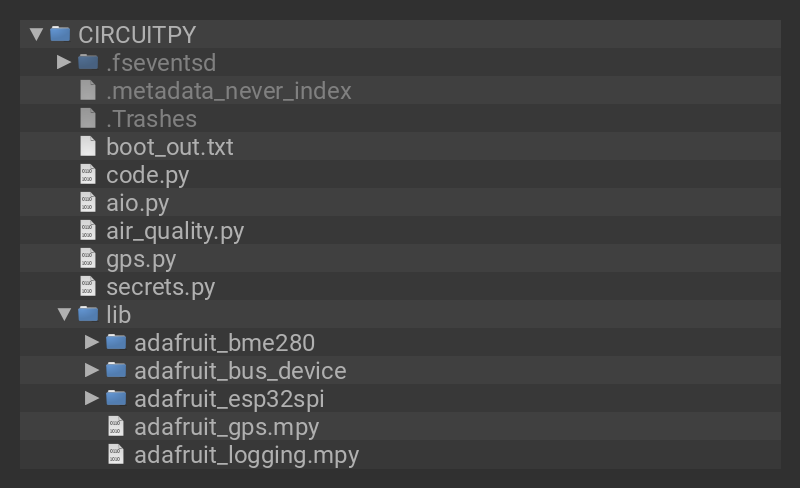 CIRCUITPY
.fseventsd
.metadata_never_index
.Trashes
boot_out.txt
code.py
aio.py
air_quality.py
gps.py
secrets.py
lib
adafruit_bme280
adafruit_bus_device
adafruit_esp32spi
adafruit_gps.mpy
adafruit_logging.mpy